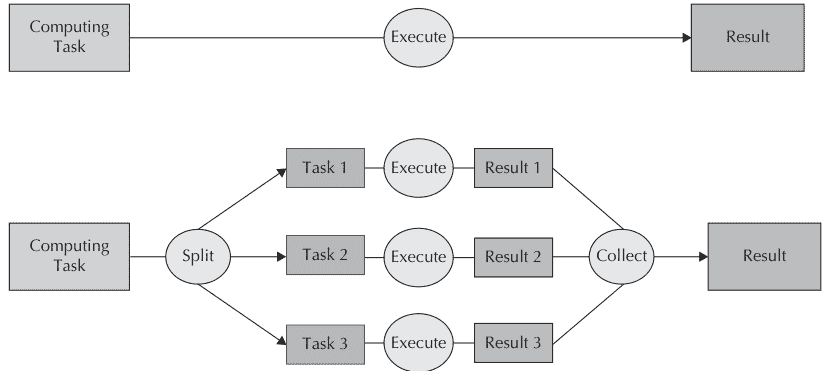 Computing
Task
Execute
Result
Task 1
Execute
Result 1
Computing
Task
Split
Task 2
Execute
Result 2
Collect
Result
Task 3
Execute
Result 3